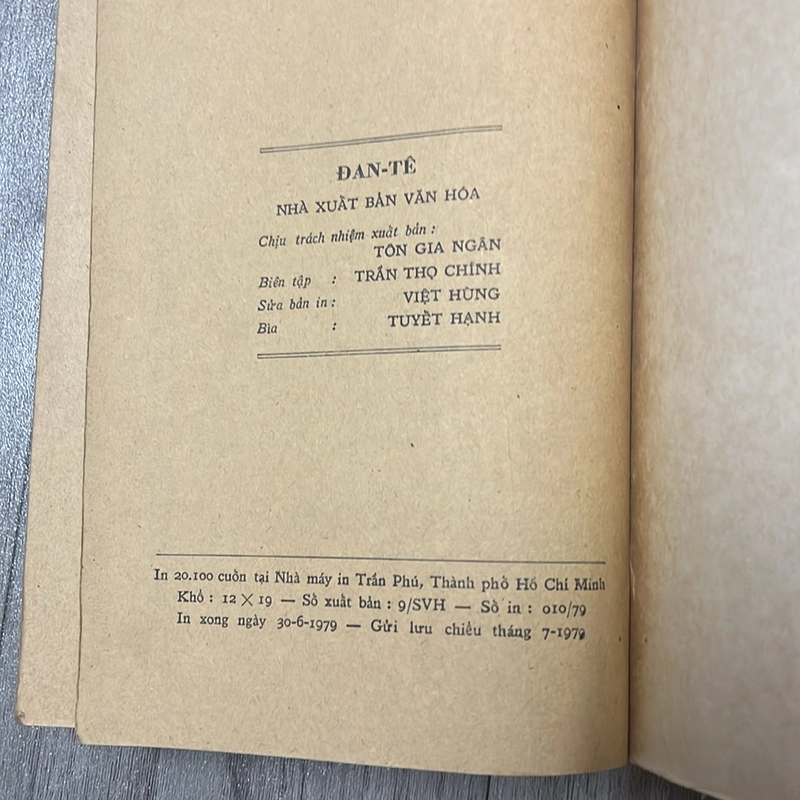 ĐAN-TÊ
NHÀ XUẤT BẢN VĂN HÓA
Chịu trách nhiệm xuất bản :
TÔN GIA NGÂN
Biên tập : TRẦN THỌ CHÍNH
Sửa bản in : VIỆT HÙNG
Bìa : TUYẾT HẠNH
In 20.100 cuốn tại Nhà máy in Trần Phú, Thành phố Hồ Chí Minh
Khổ : 12 × 19 — Số xuất bản : 9/SVH — Số in : 010/79
In xong ngày 30-6-1979 — Gửi lưu chiểu tháng 7-1979